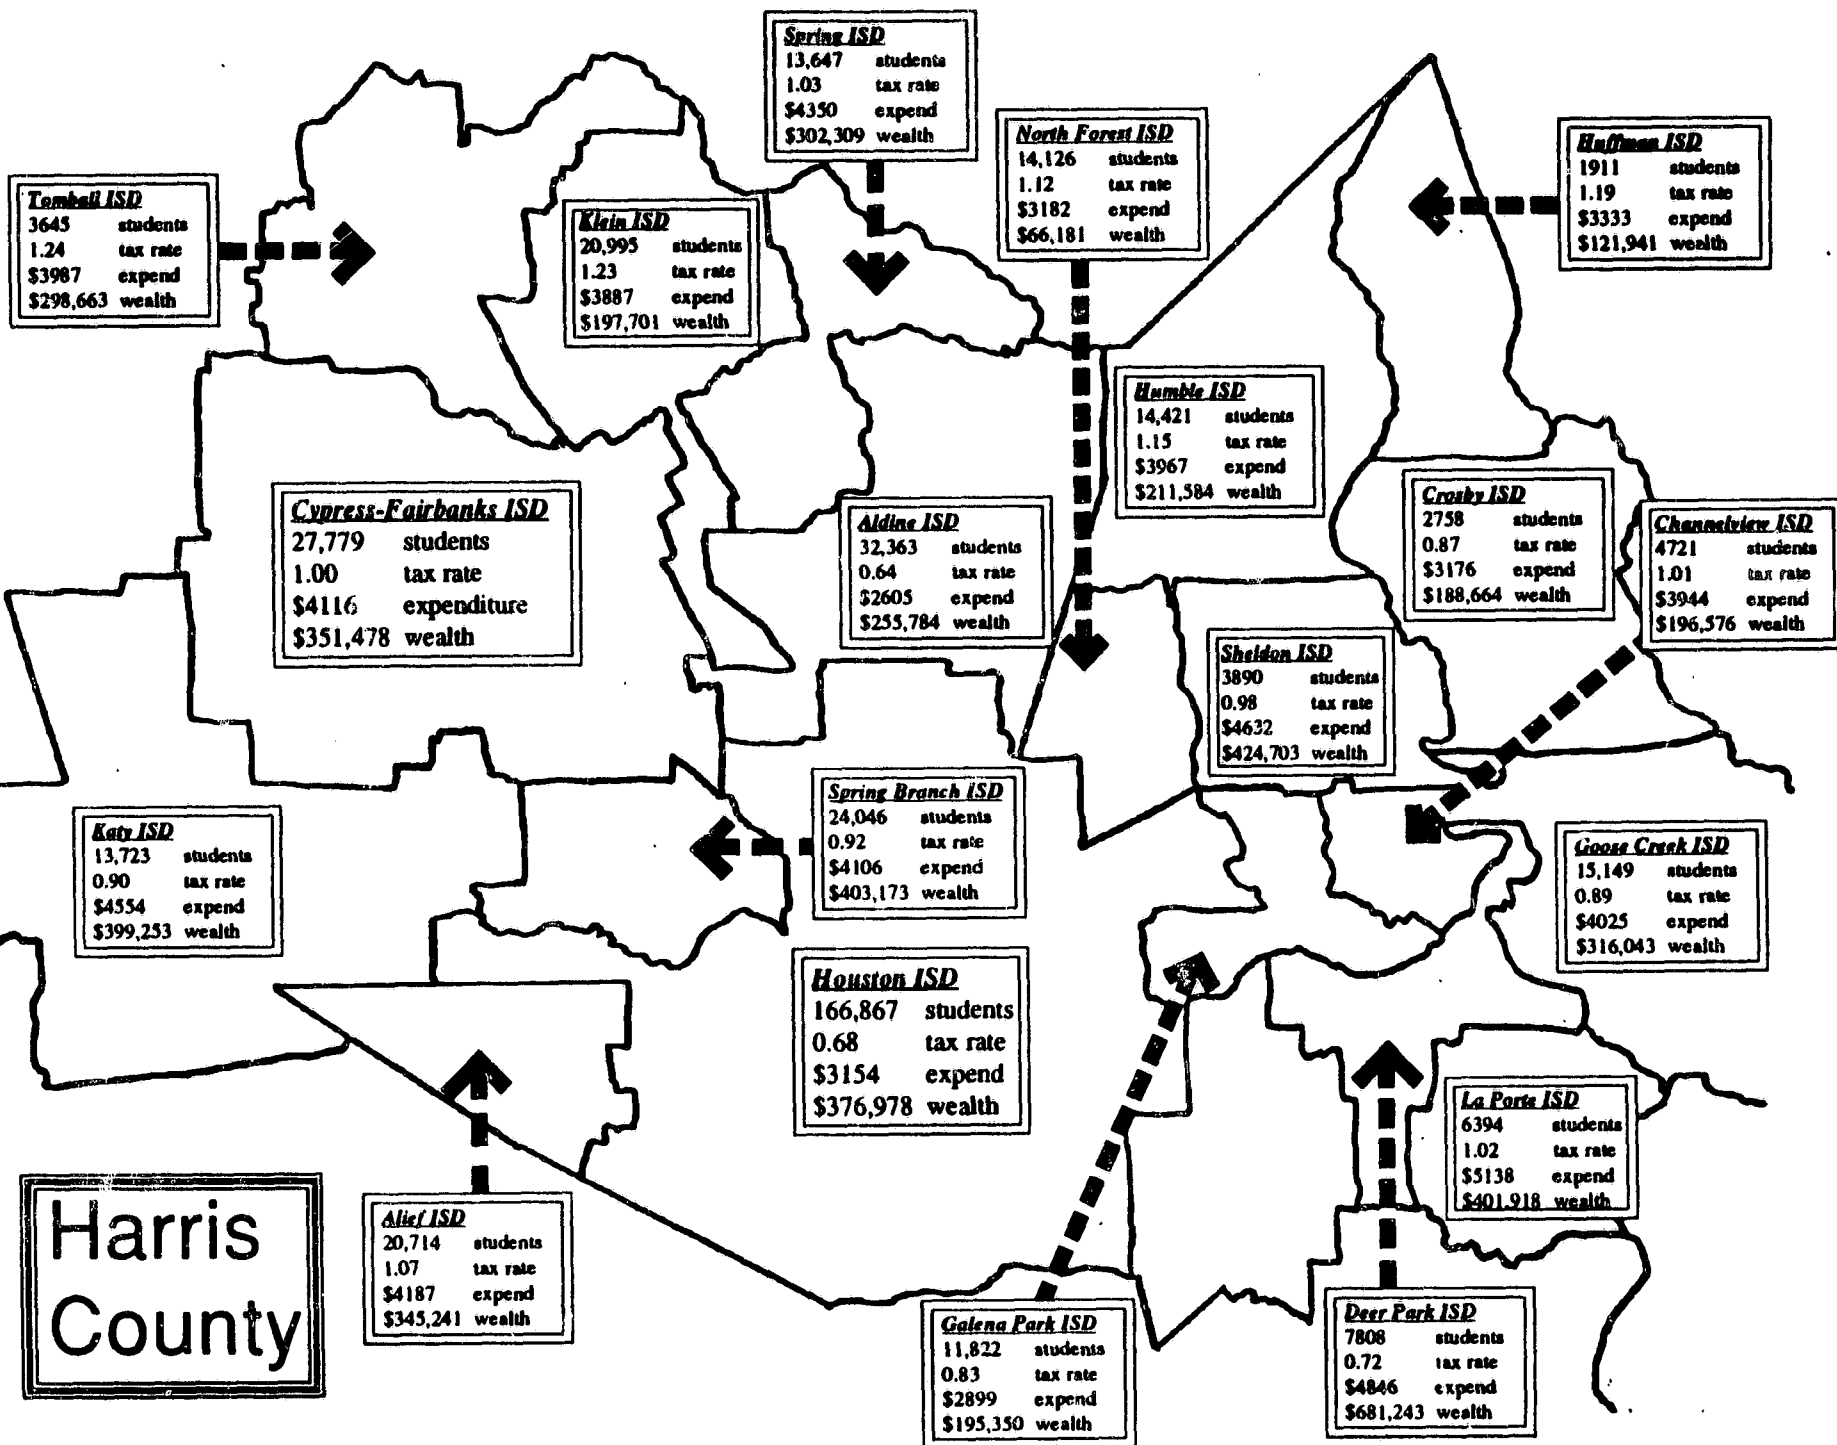 Spring ISD
13,647 students
1.03 tax rate
$4350 expend
$302,309 wealth
North Forest ISD
14,126 students
1.12 tax rate
$3182 expend
$66,181 wealth
Huffman ISD
1911 students
1.19 tax rate
$3333 expend
$121,941 wealth
Tomball ISD
3645 students
1.24 tax rate
$3987 expend
$298,663 wealth
Klein ISD
20,995 students
1.23 tax rate
$3887 expend
$197,701 wealth
Humble ISD
14,421 students
1.15 tax rate
$3967 expend
$211,584 wealth
Cypress-Fairbanks ISD
27,779 students
1.00 tax rate
$4116 expenditure
$351,478 wealth
Aldine ISD
32,363 students
0.64 tax rate
$2605 expend
$255,784 wealth
Crosby ISD
2758 students
0.87 tax rate
$3176 expend
$188,664 wealth
Channelview ISD
4721 students
1.01 tax rate
$3944 expend
$196,576 wealth
Sheldon ISD
3890 students
0.98 tax rate
$4632 expend
$424,703 wealth
Katy ISD
13,723 students
0.90 tax rate
$4554 expend
$399,253 wealth
Spring Branch ISD
24,046 students
0.92 tax rate
$4106 expend
$403,173 wealth
Goose Creek ISD
15,149 students
0.89 tax rate
$4025 expend
$316,043 wealth
Houston ISD
166,867 students
0.68 tax rate
$3154 expend
$376,978 wealth
La Porte ISD
6394 students
1.02 tax rate
$5138 expend
$401,918 wealth
Harris
County
Alief ISD
20,714 students
1.07 tax rate
$4187 expend
$345,241 wealth
Galena Park ISD
11,822 students
0.83 tax rate
$2899 expend
$195,350 wealth
Deer Park ISD
7808 students
0.72 tax rate
$4846 expend
$681,243 wealth